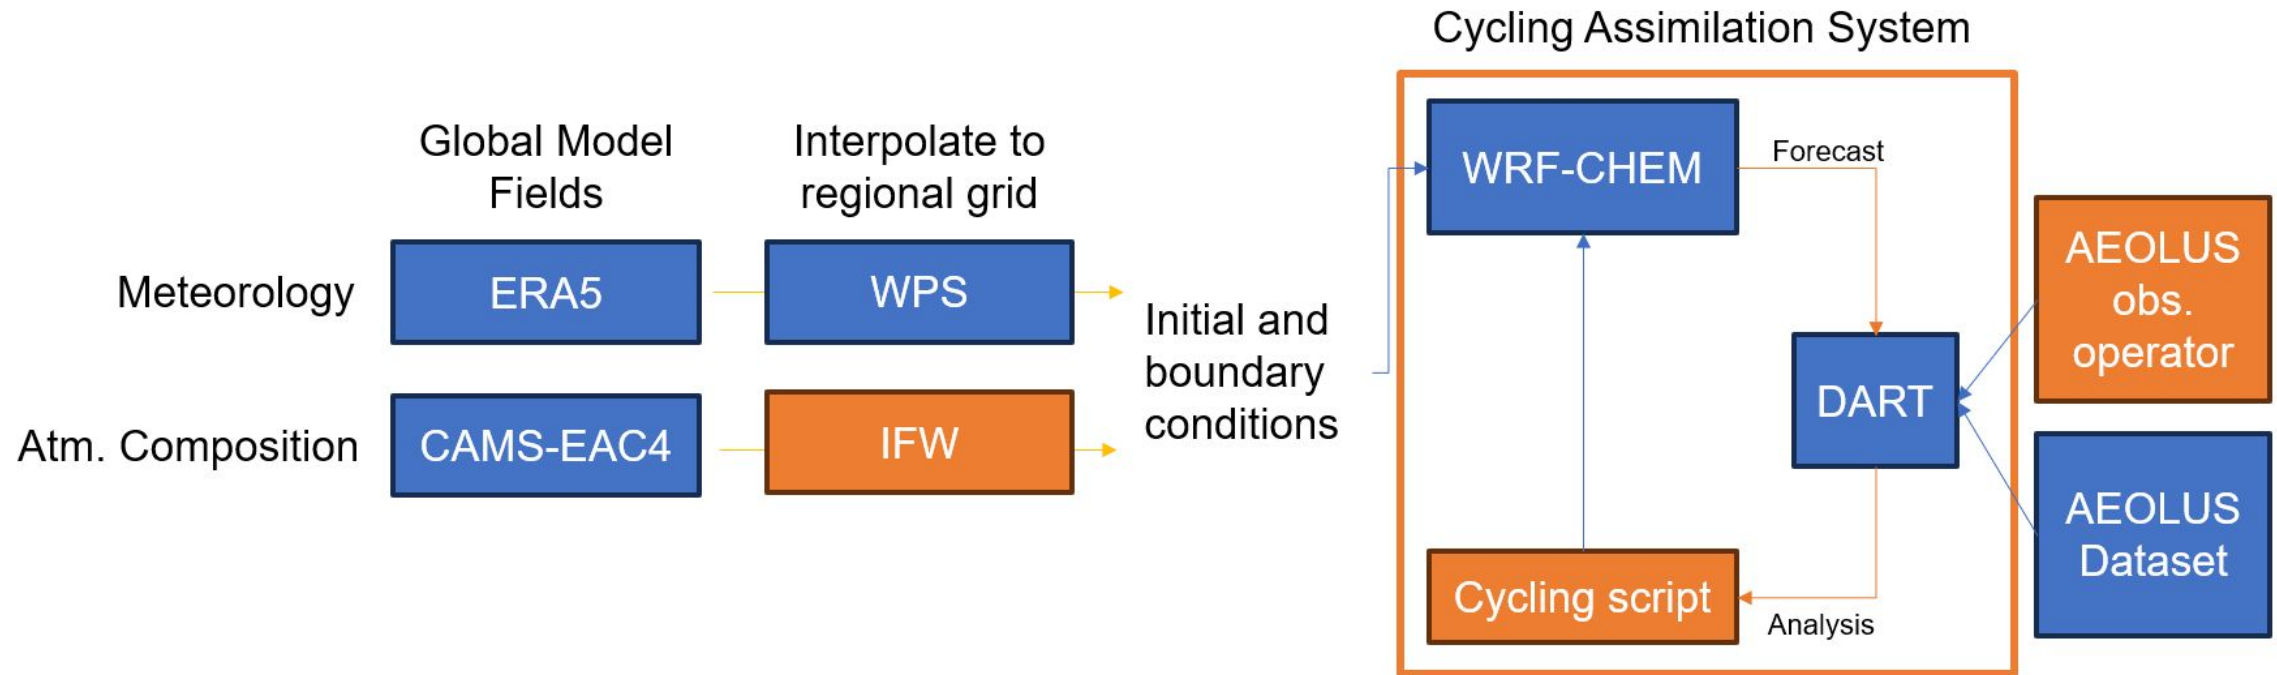 Cycling Assimilation System
Global Model
Fields
Interpolate to
regional grid
Meteorology
ERA5
WPS
Atm. Composition
CAMS-EAC4
IFW
Initial and
boundary
conditions
WRF-CHEM
Forecast
DART
Analysis
Cycling script
AEOLUS
obs.
operator
AEOLUS
Dataset